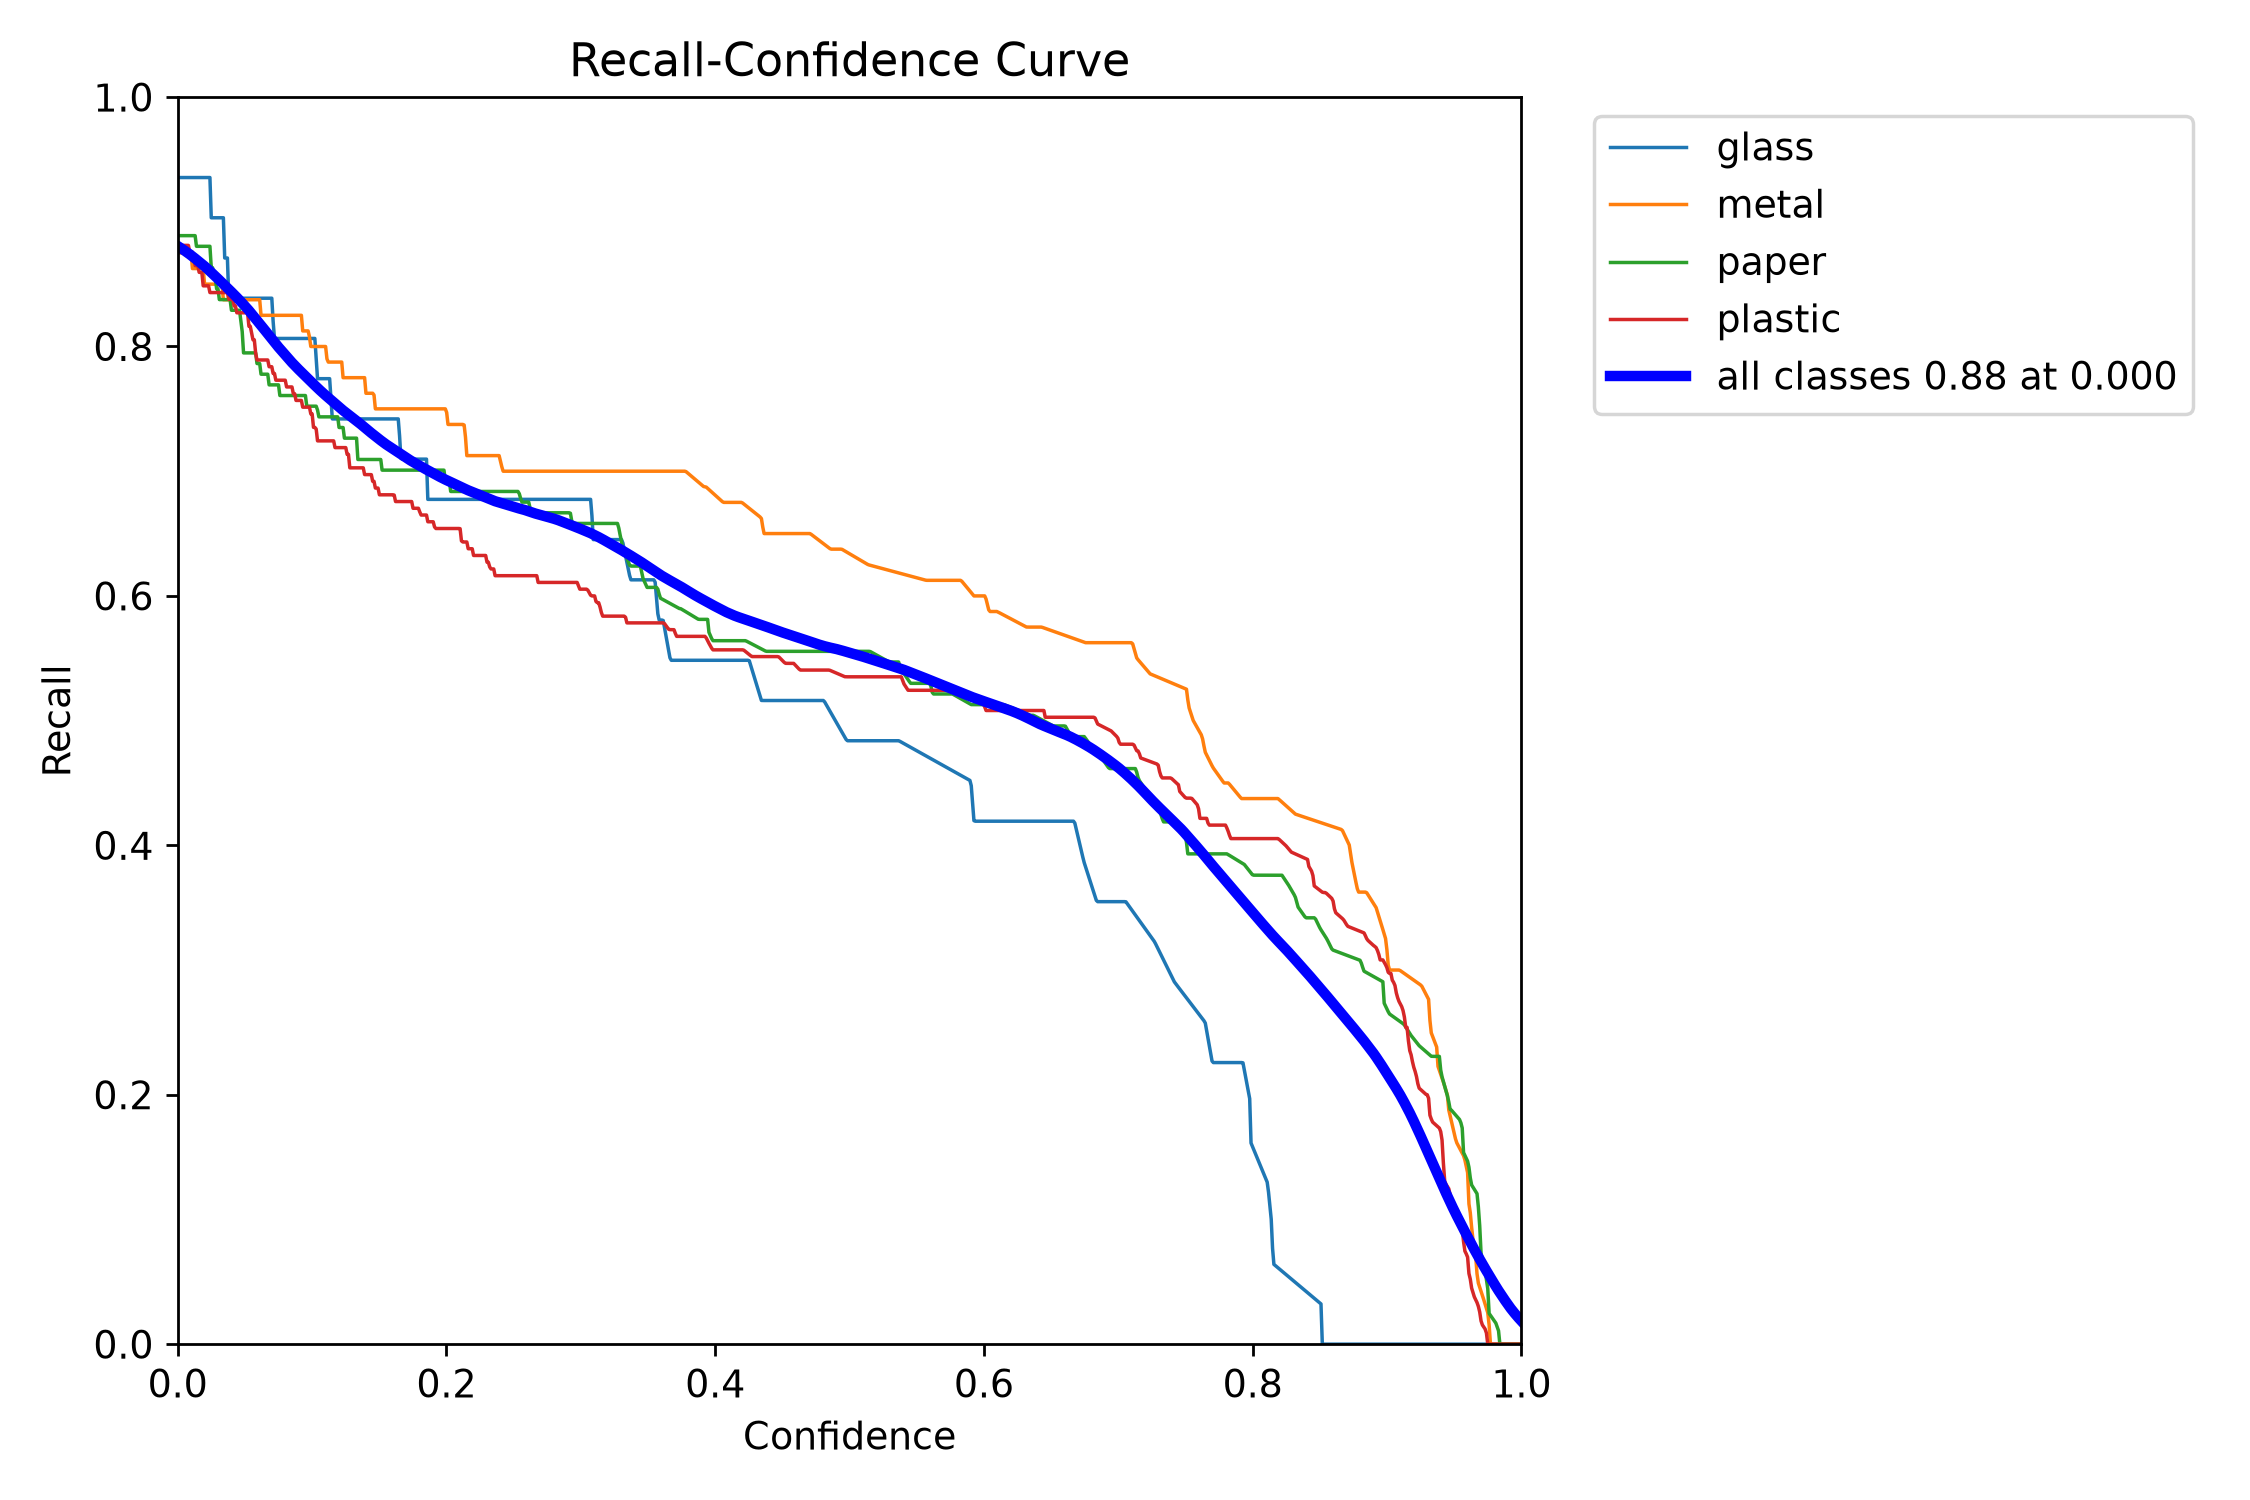 Recall-Confidence Curve
1.0
0.8
0.6
0.4
0.2
0.0
Recall
0.0 0.2 0.4 0.6 0.8 1.0
Confidence
glass
metal
paper
plastic
all classes 0.88 at 0.000